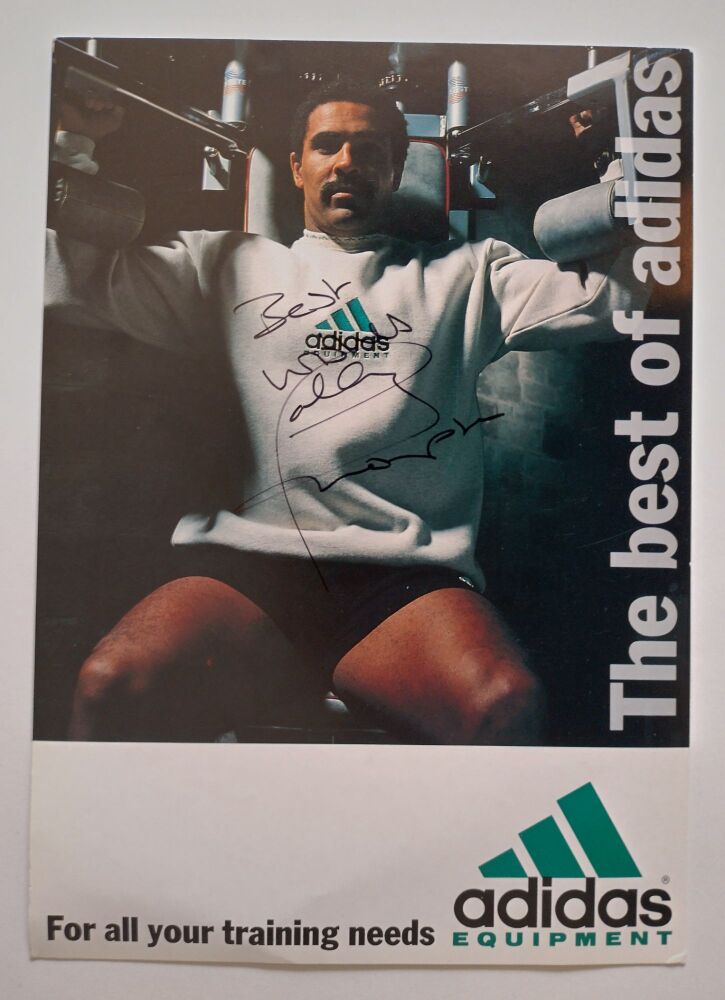 Best
adidas
EQUIPMENT
wishes
The best of adidas
For all your training needs
adidas®
EQUIPMENT